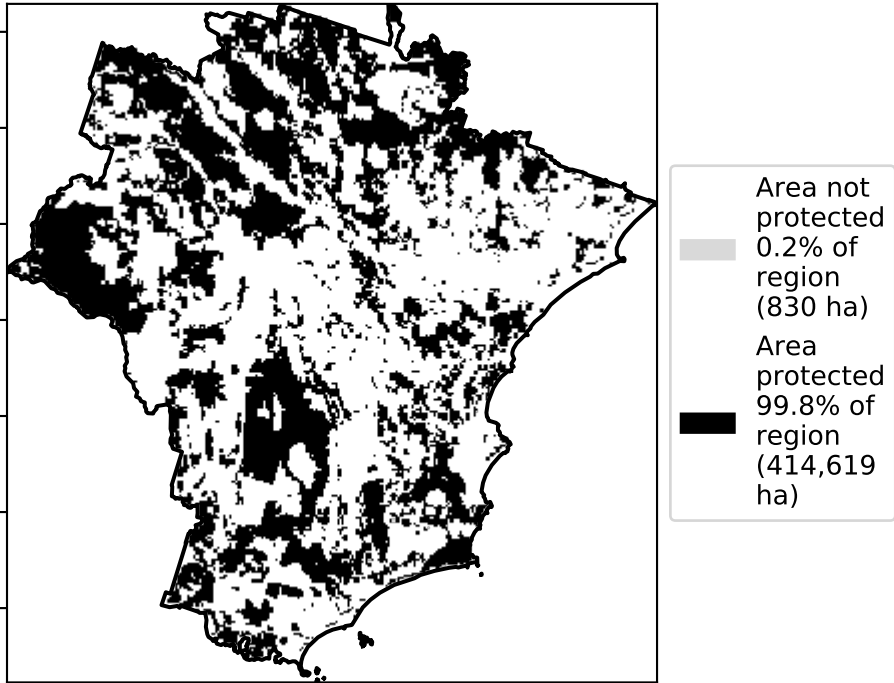 Area not
protected
0.2% of
region
(830 ha)
Area
protected
99.8% of
region
(414,619
ha)